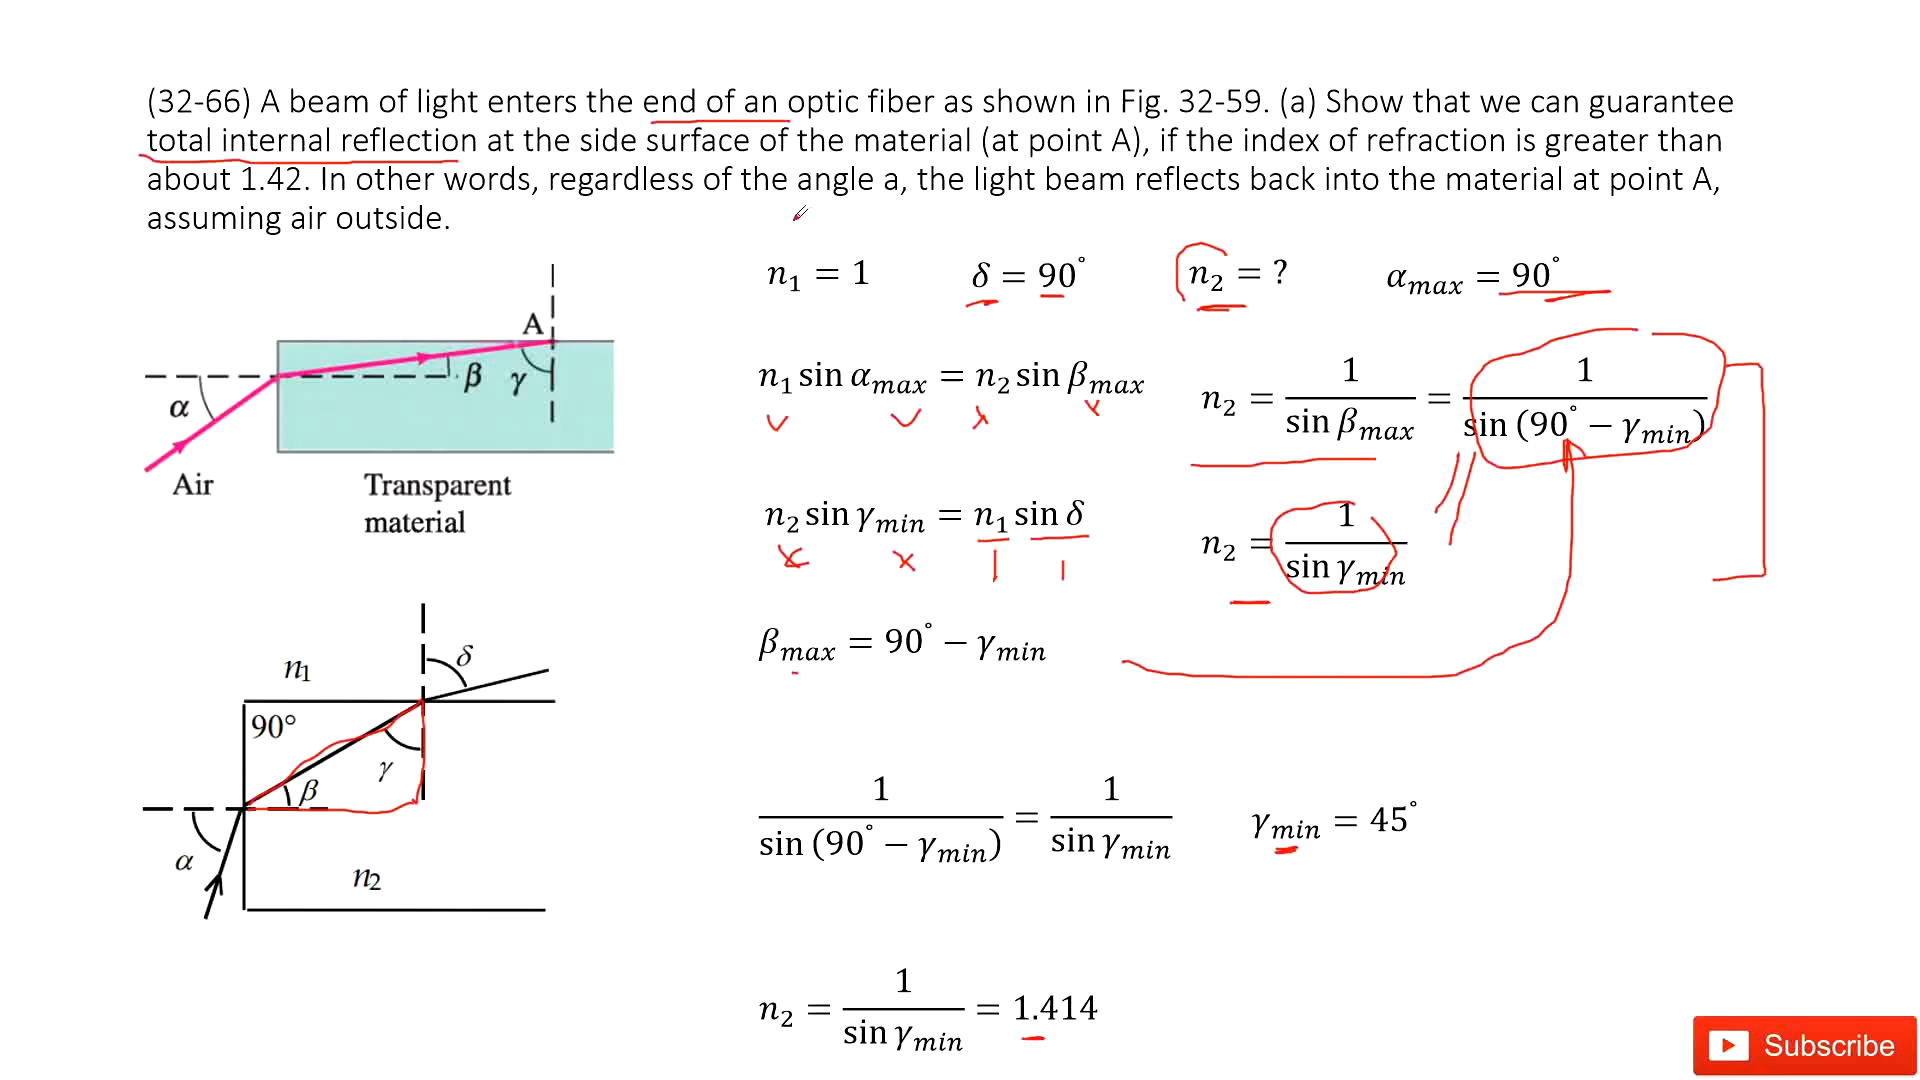 (32-66) A beam of light enters the end of an optic fiber as shown in Fig. 32-59. (a) Show that we can guarantee
total internal reflection at the side surface of the material (at point A), if the index of refraction is greater than
about 1.42. In other words, regardless of the angle a, the light beam reflects back into the material at point A,
assuming air outside.
n₁ = 1 δ = 90° n₂ = ? α_max = 90°
A
β γ
α
Air
Transparent
material
n₁ sin α_max = n₂ sin β_max
n₂ = 1/sin β_max = 1/sin (90° − γ_min)
n₂ sin γ_min = n₁ sin δ
n₂ = 1/sin γ_min
β_max = 90° − γ_min
n1
δ
90°
γ
β
α
n2
1/sin (90° − γ_min) = 1/sin γ_min
γ_min = 45°
n₂ = 1/sin γ_min = 1.414
Subscribe